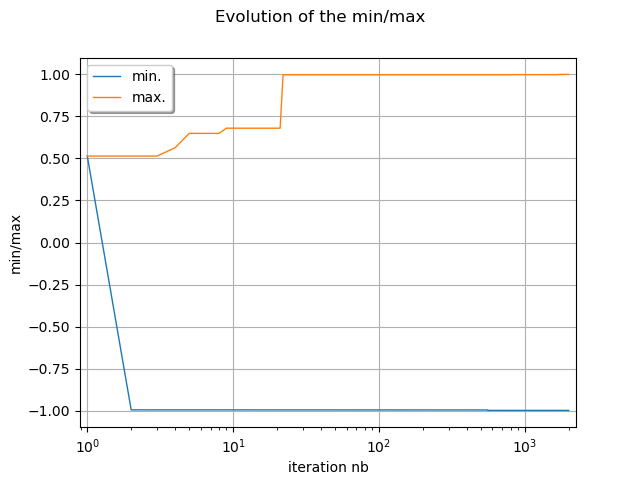 Evolution of the min/max
min.
max.
1.00
0.75
0.50
0.25
0.00
−0.25
−0.50
−0.75
−1.00
min/max
10⁰
10¹
10²
10³
iteration nb